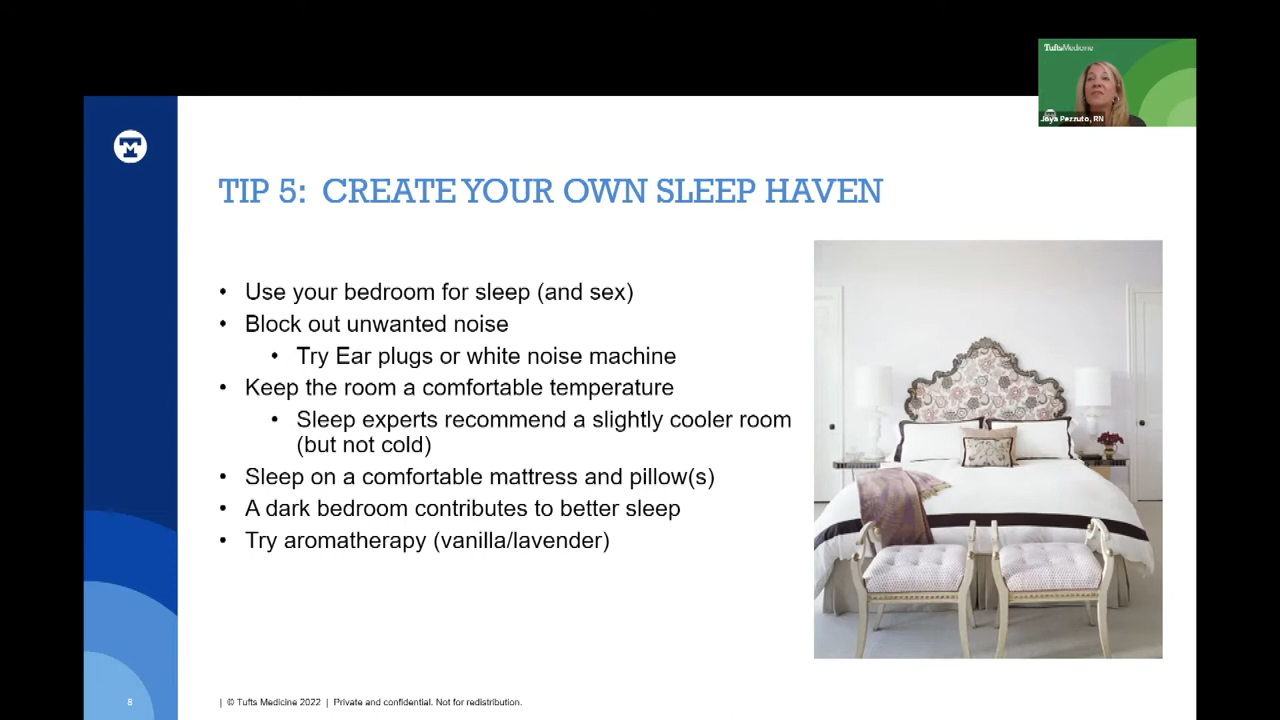 TuftsMedicine
Joya Pezzuto, RN
TIP 5: CREATE YOUR OWN SLEEP HAVEN
• Use your bedroom for sleep (and sex)
• Block out unwanted noise
• Try Ear plugs or white noise machine
• Keep the room a comfortable temperature
• Sleep experts recommend a slightly cooler room
(but not cold)
• Sleep on a comfortable mattress and pillow(s)
• A dark bedroom contributes to better sleep
• Try aromatherapy (vanilla/lavender)
8
| © Tufts Medicine 2022 | Private and confidential. Not for redistribution.